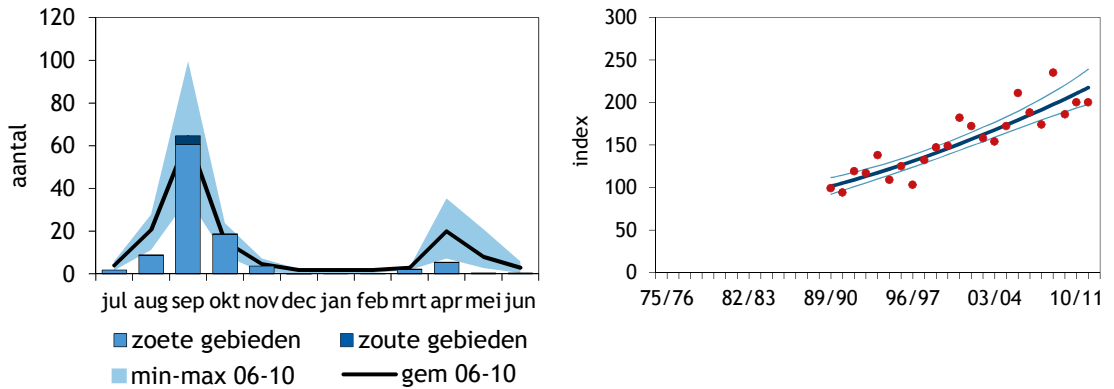 120
100
80
60
40
20
0
aantal
jul aug sep okt nov dec jan feb mrt apr mei jun
zoete gebieden
zoute gebieden
min-max 06-10
gem 06-10
300
250
200
150
100
50
0
index
75/76 82/83 89/90 96/97 03/04 10/11